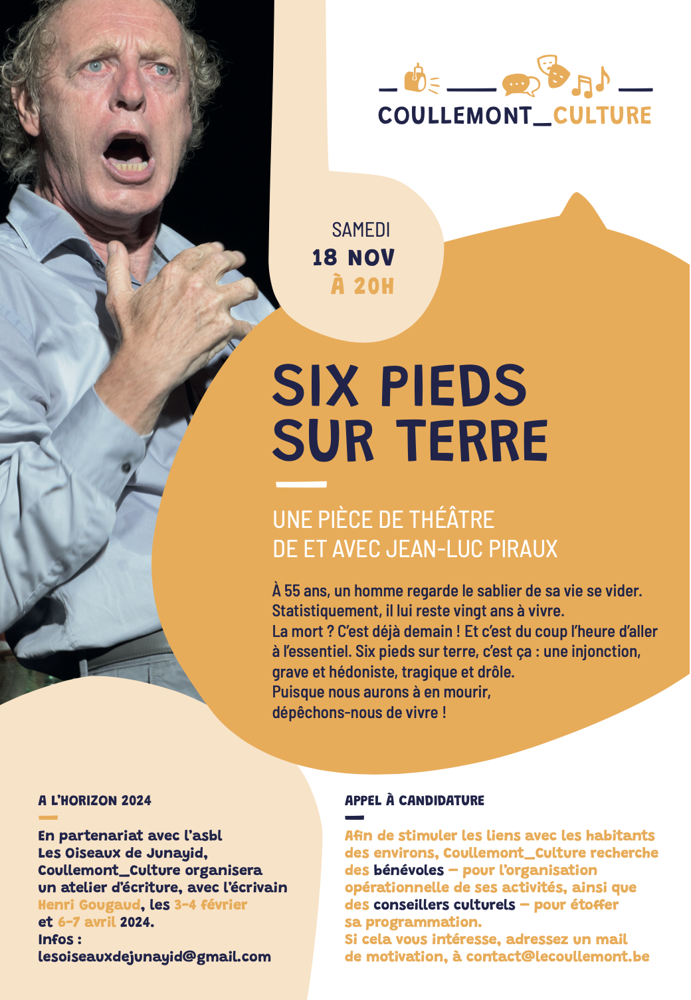 COULLEMONT_CULTURE
SAMEDI
18 NOV
À 20H
SIX PIEDS
SUR TERRE
UNE PIÈCE DE THÉÂTRE
DE ET AVEC JEAN-LUC PIRAUX
À 55 ans, un homme regarde le sablier de sa vie se vider.
Statistiquement, il lui reste vingt ans à vivre.
La mort ? C’est déjà demain ! Et c’est du coup l’heure d’aller
à l’essentiel. Six pieds sur terre, c’est ça : une injonction,
grave et hédoniste, tragique et drôle.
Puisque nous aurons à en mourir,
dépêchons-nous de vivre !
A L’HORIZON 2024
En partenariat avec l’asbl
Les Oiseaux de Junayid,
Coullemont_Culture organisera
un atelier d’écriture, avec l’écrivain
Henri Gougaud, les 3-4 février
et 6-7 avril 2024.
Infos :
lesoiseauxdejunayid@gmail.com
APPEL À CANDIDATURE
Afin de stimuler les liens avec les habitants
des environs, Coullemont_Culture recherche
des bénévoles – pour l’organisation
opérationnelle de ses activités, ainsi que
des conseillers culturels – pour étoffer
sa programmation.
Si cela vous intéresse, adressez un mail
de motivation, à contact@lecoullemont.be